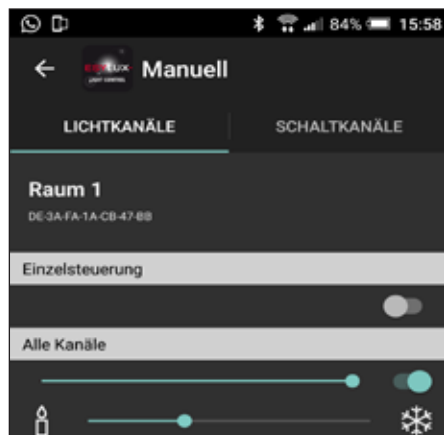 84% 15:58
Manuell
LICHTKANÄLE SCHALTKANÄLE
Raum 1
DE-3A-FA-1A-CB-47-BB
Einzelsteuerung
Alle Kanäle